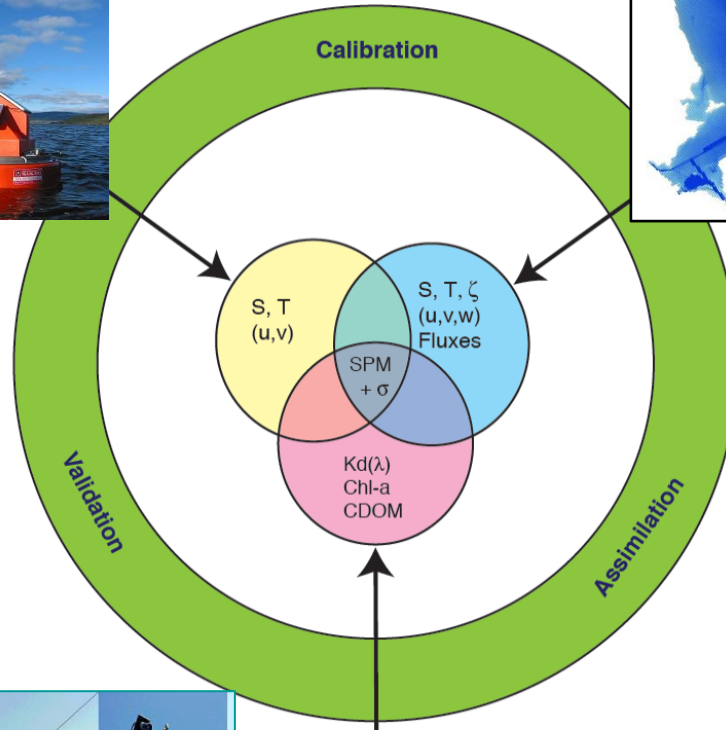 Calibration
S, T
(u,v)
S, T, ζ
(u,v,w)
Fluxes
SPM
+ σ
Kd(λ)
Chl-a
CDOM
Validation
Assimilation